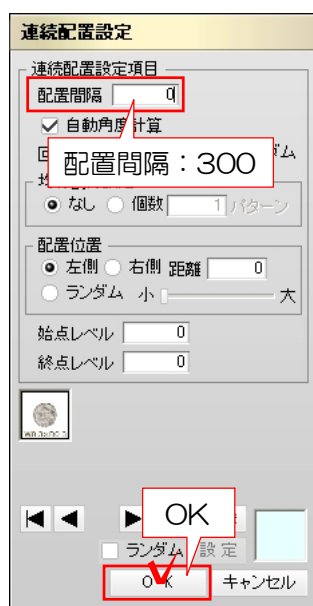 連続配置設定
連続配置設定項目
配置間隔 0
自動角度計算
配置間隔：300
ダム
なし 個数 1 パターン
配置位置
左側 右側 距離 0
ランダム 小 大
始点レベル 0
終点レベル 0
OK
ランダム 設定
OK キャンセル